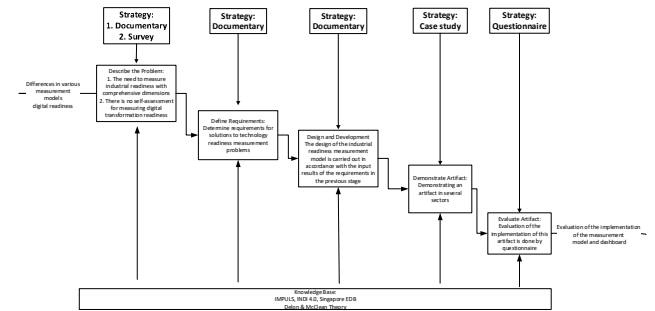 Strategy:
1. Documentary
2. Survey
Strategy:
Documentary
Strategy:
Documentary
Strategy:
Case study
Strategy:
Questionnaire
Differences in various
measurement
models
digital readiness
Describe the Problem:
1. The need to measure
industrial readiness with
comprehensive dimensions
2. There is no self-assessment
for measuring digital
transformation readiness
Define Requirements:
Determine requirements for
solutions to technology
readiness measurement
problems
Design and Development
The design of the industrial
readiness measurement
model is carried out in
accordance with the input
results of the requirements in
the previous stage
Demonstrate Artifact:
Demonstrating an
artifact in several
sectors
Evaluate Artifact:
Evaluation of the
implementation of this
artifact is done by
questionnaire
Evaluation of the implementation
of the measurement
model and dashboard
Knowledge Base:
IMPULS, INDI 4.0, Singapore EDB
Delon & McClean Theory